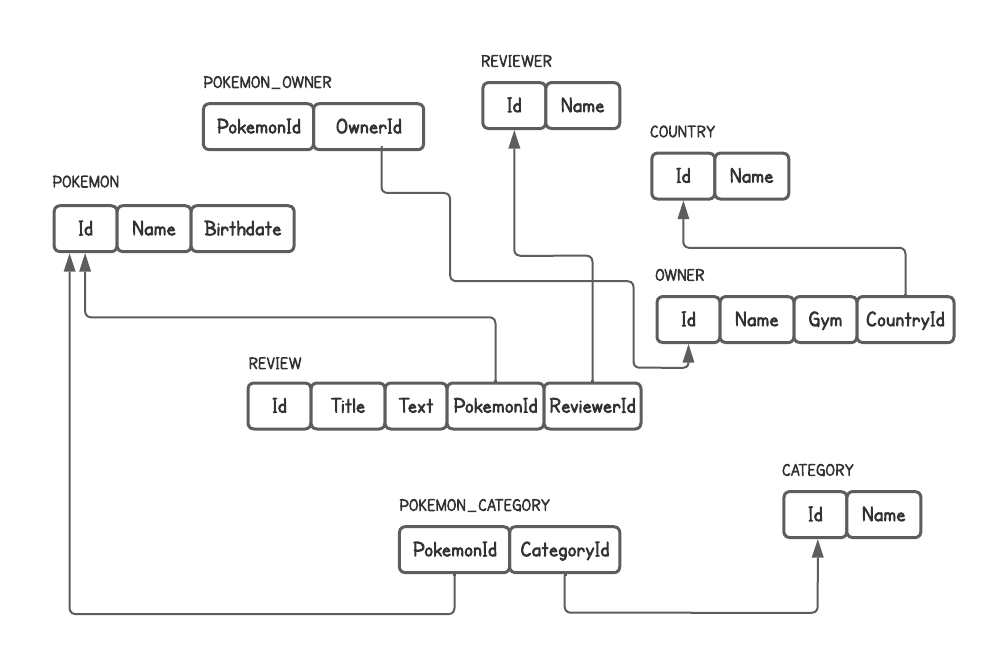 REVIEWER
Id Name
POKEMON_OWNER
PokemonId OwnerId
COUNTRY
Id Name
POKEMON
Id Name Birthdate
OWNER
Id Name Gym CountryId
REVIEW
Id Title Text PokemonId ReviewerId
CATEGORY
Id Name
POKEMON_CATEGORY
PokemonId CategoryId